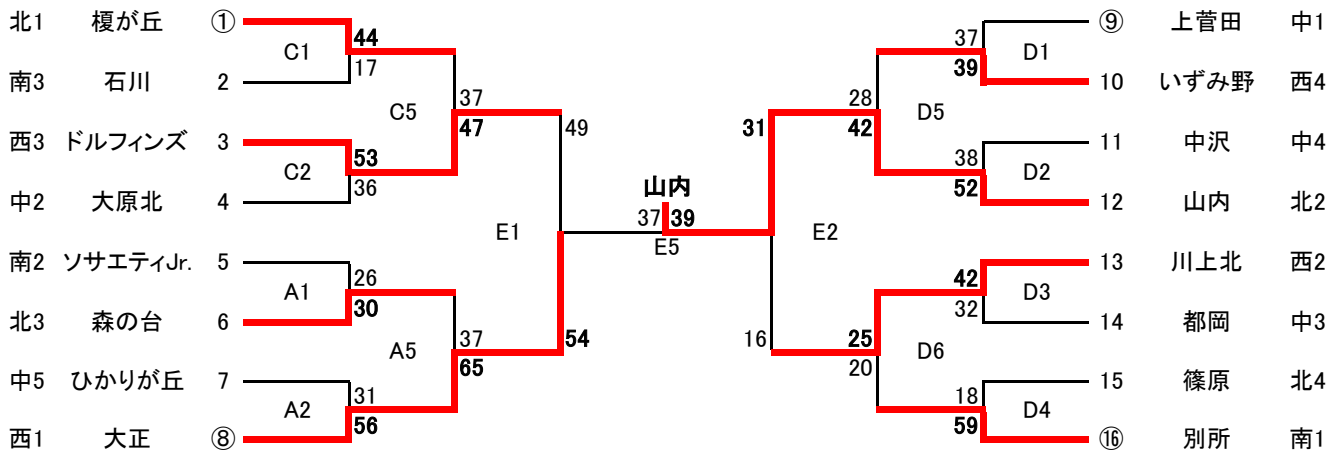 北1 榎が丘 ① 44 37 ⑨ 上菅田 中1
C1 D1
南3 石川 2 17 39 10 いずみ野 西4
C5 37 28 D5
西3 ドルフィンズ 3 47 49 31 42 11 中沢 中4
C2 53 38 D2
中2 大原北 4 36 山内 52 12 山内 北2
E1 37 39 E2
E5
南2 ソサエティJr. 5 26 42 13 川上北 西2
A1 D3
北3 森の台 6 30 32 14 都岡 中3
A5 37 54 16 25 D6
中5 ひかりが丘 7 65 20 15 篠原 北4
A2 31 18 D4
西1 大正 ⑧ 56 59 ⑯ 別所 南1